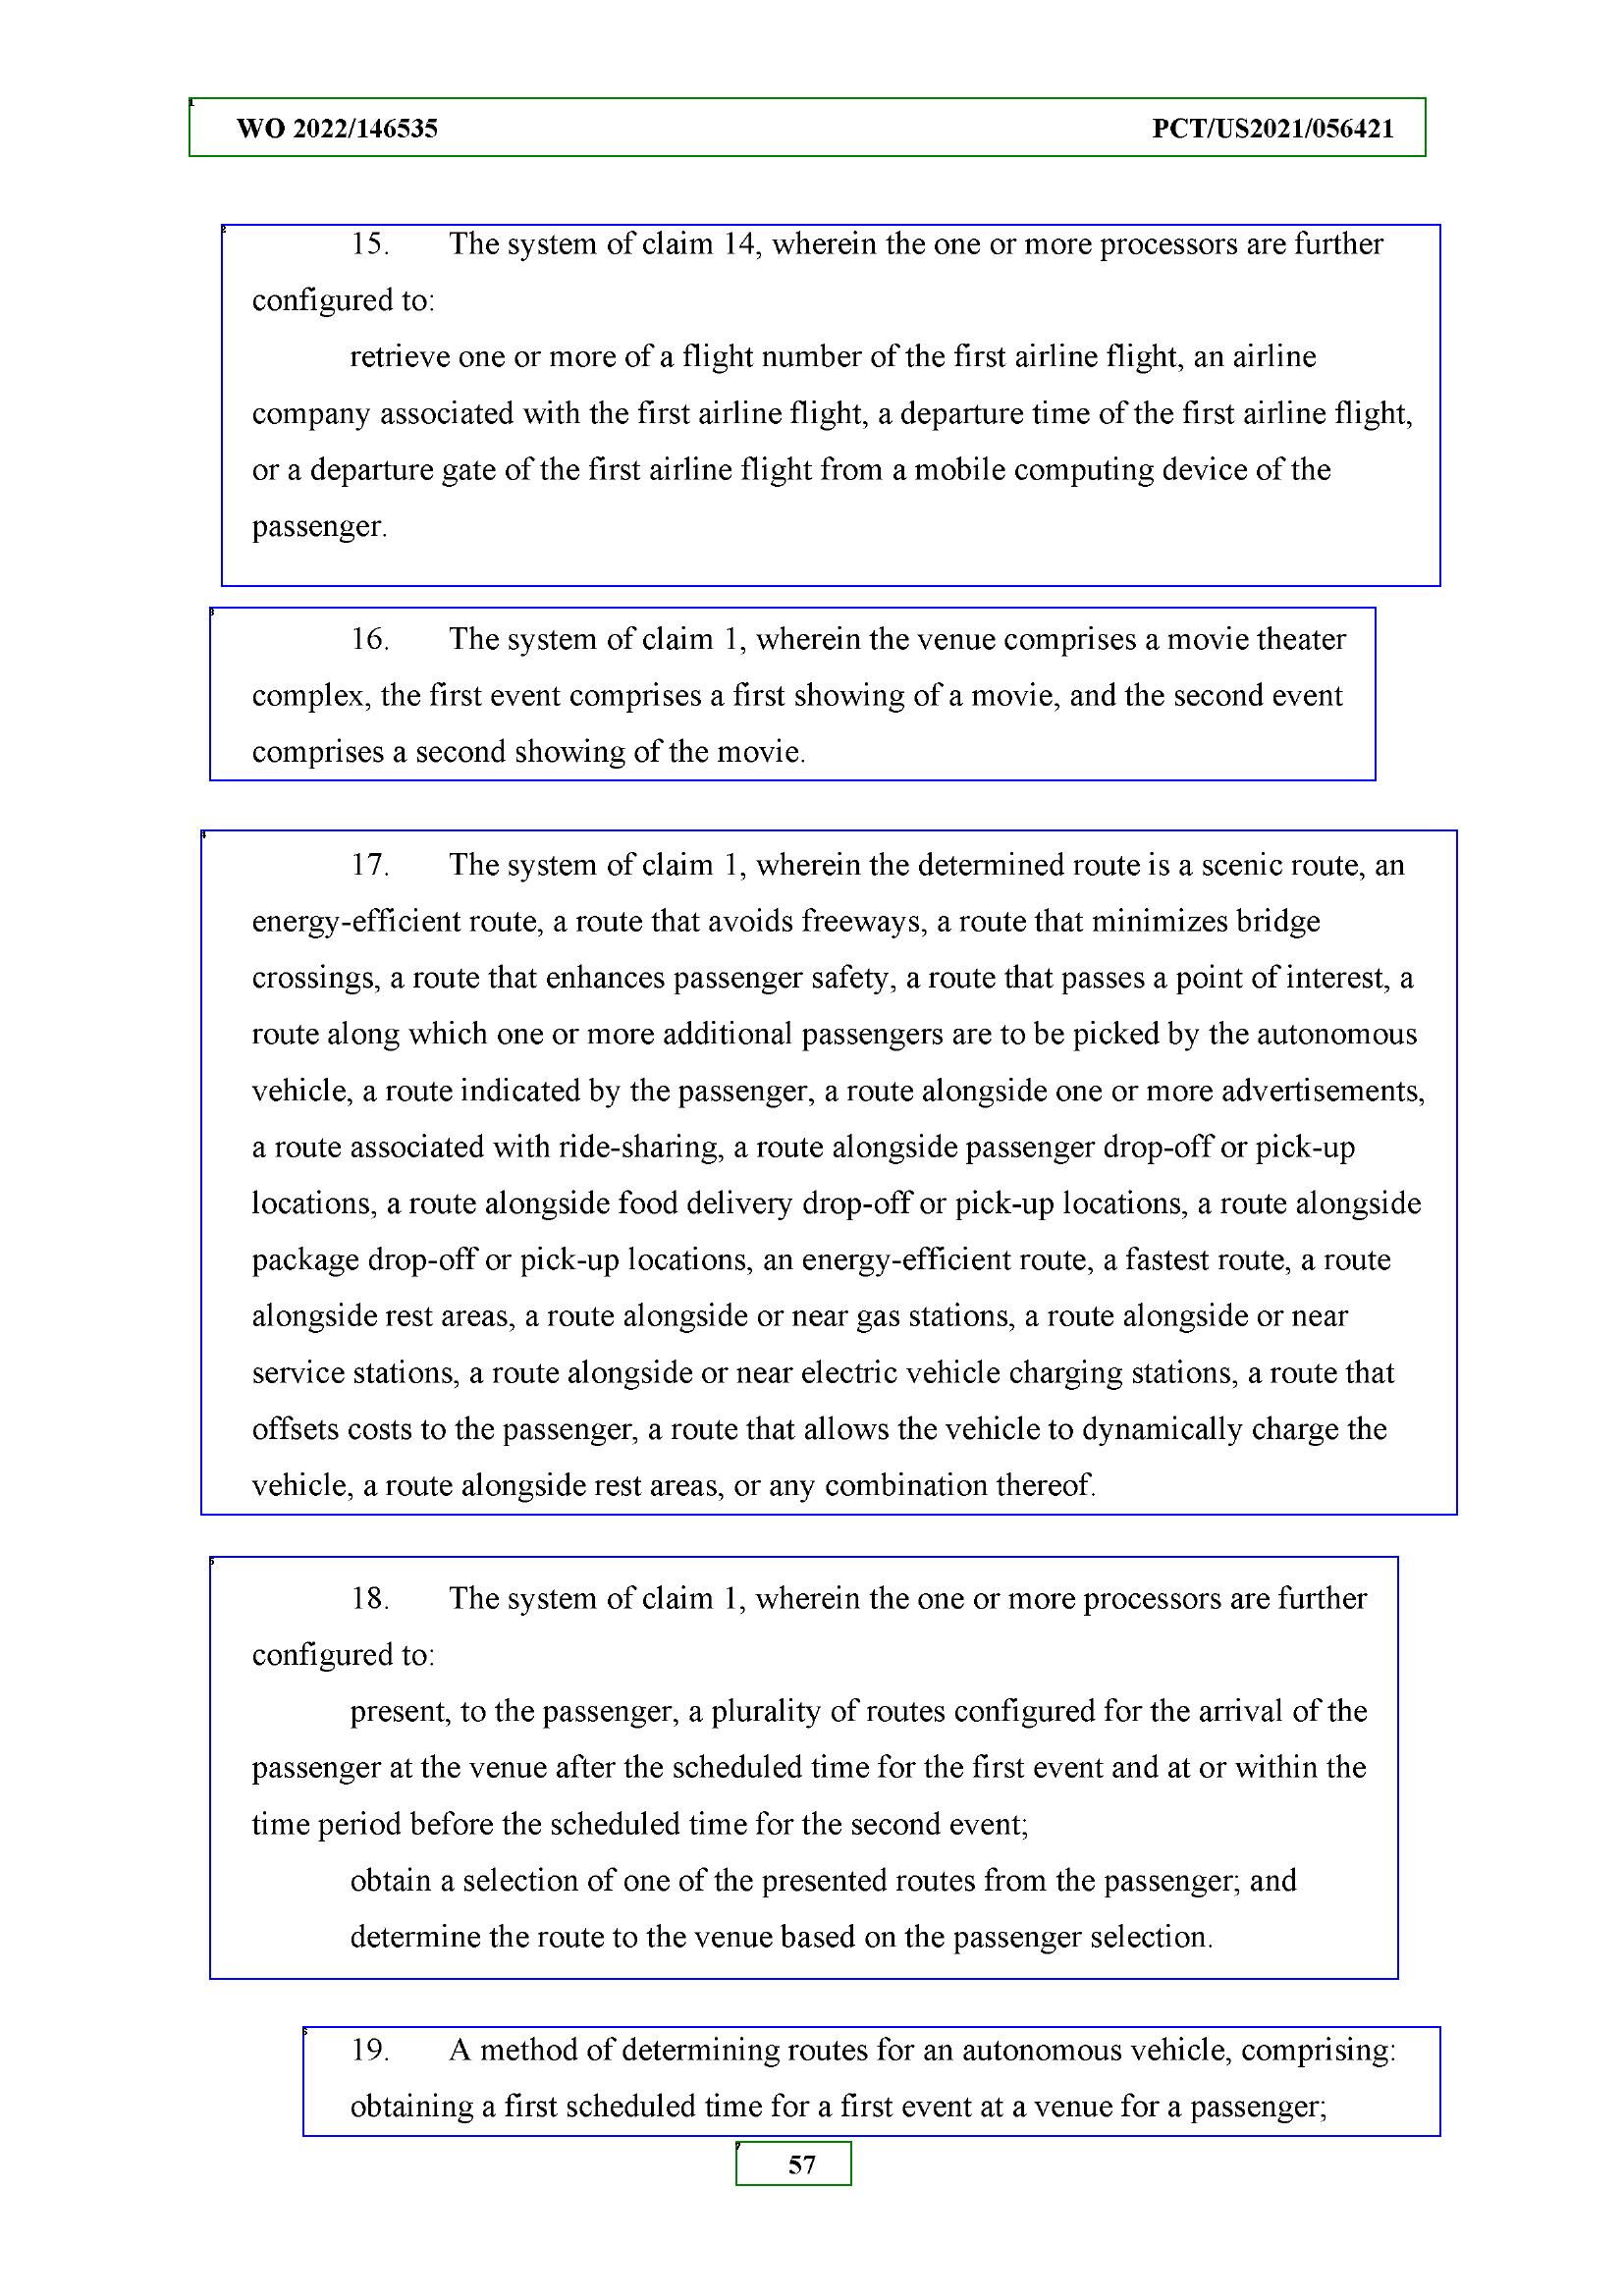 WO 2022/146535 PCT/US2021/056421
15. The system of claim 14, wherein the one or more processors are further
configured to:
retrieve one or more of a flight number of the first airline flight, an airline
company associated with the first airline flight, a departure time of the first airline flight,
or a departure gate of the first airline flight from a mobile computing device of the
passenger.
16. The system of claim 1, wherein the venue comprises a movie theater
complex, the first event comprises a first showing of a movie, and the second event
comprises a second showing of the movie.
17. The system of claim 1, wherein the determined route is a scenic route, an
energy-efficient route, a route that avoids freeways, a route that minimizes bridge
crossings, a route that enhances passenger safety, a route that passes a point of interest, a
route along which one or more additional passengers are to be picked by the autonomous
vehicle, a route indicated by the passenger, a route alongside one or more advertisements,
a route associated with ride-sharing, a route alongside passenger drop-off or pick-up
locations, a route alongside food delivery drop-off or pick-up locations, a route alongside
package drop-off or pick-up locations, an energy-efficient route, a fastest route, a route
alongside rest areas, a route alongside or near gas stations, a route alongside or near
service stations, a route alongside or near electric vehicle charging stations, a route that
offsets costs to the passenger, a route that allows the vehicle to dynamically charge the
vehicle, a route alongside rest areas, or any combination thereof.
18. The system of claim 1, wherein the one or more processors are further
configured to:
present, to the passenger, a plurality of routes configured for the arrival of the
passenger at the venue after the scheduled time for the first event and at or within the
time period before the scheduled time for the second event;
obtain a selection of one of the presented routes from the passenger; and
determine the route to the venue based on the passenger selection.
19. A method of determining routes for an autonomous vehicle, comprising:
obtaining a first scheduled time for a first event at a venue for a passenger;
57